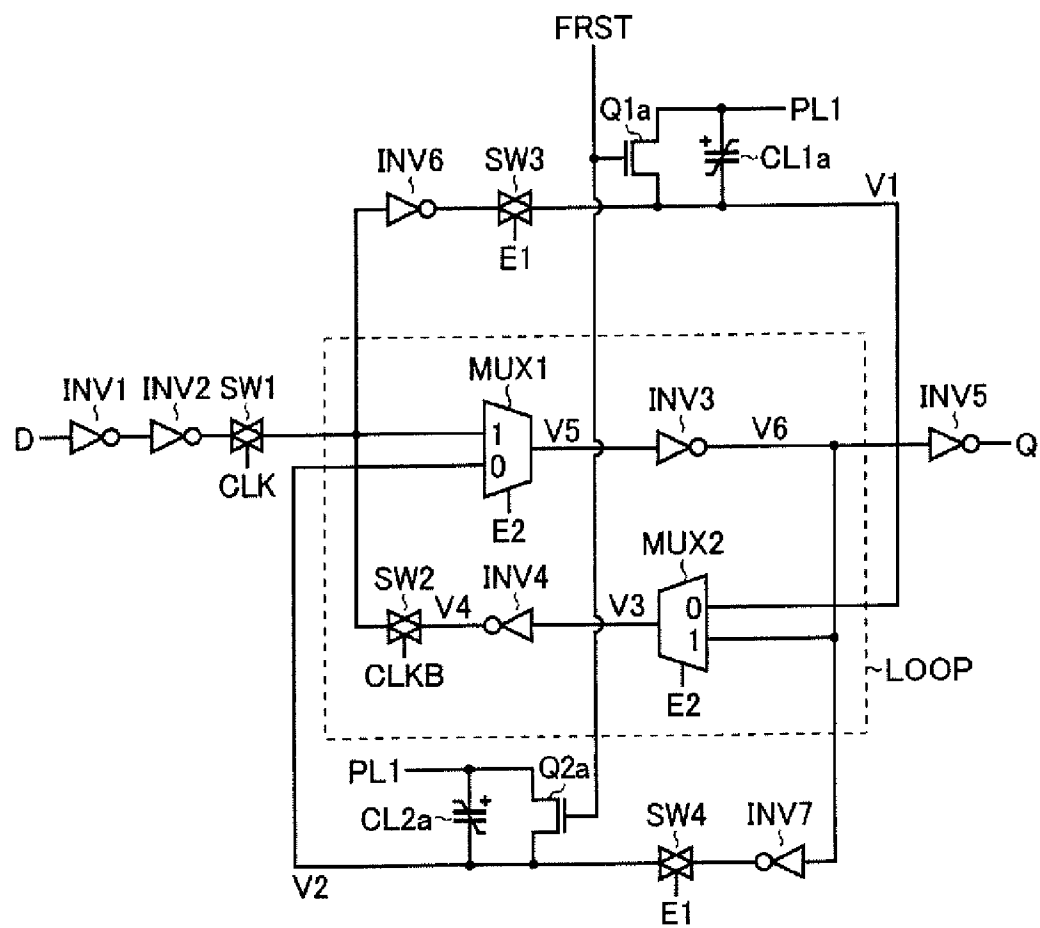 FRST
Q1a
PL1
+
CL1a
INV6
SW3
V1
E1
MUX1
INV1
INV2
SW1
INV3
INV5
D
1
V5
V6
Q
0
CLK
E2
MUX2
SW2
INV4
V4
V3
0
1
CLKB
E2
LOOP
PL1
Q2a
+
CL2a
SW4
INV7
V2
E1